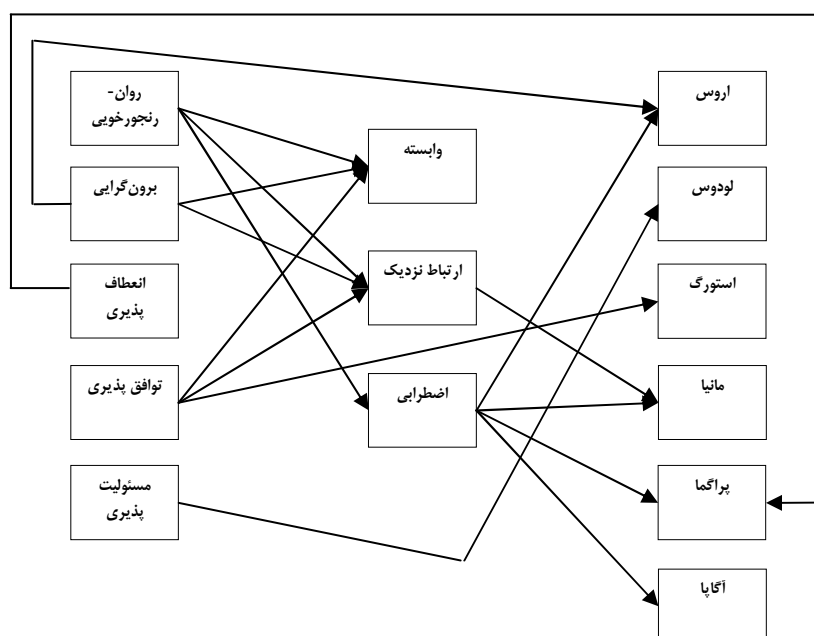 روان-
رنجورخویی
برون‌گرایی
انعطاف
پذیری
توافق پذیری
مسئولیت
پذیری
وابسته
ارتباط نزدیک
اضطرابی
اروس
لودوس
استورگ
مانیا
پراگما
آگاپا